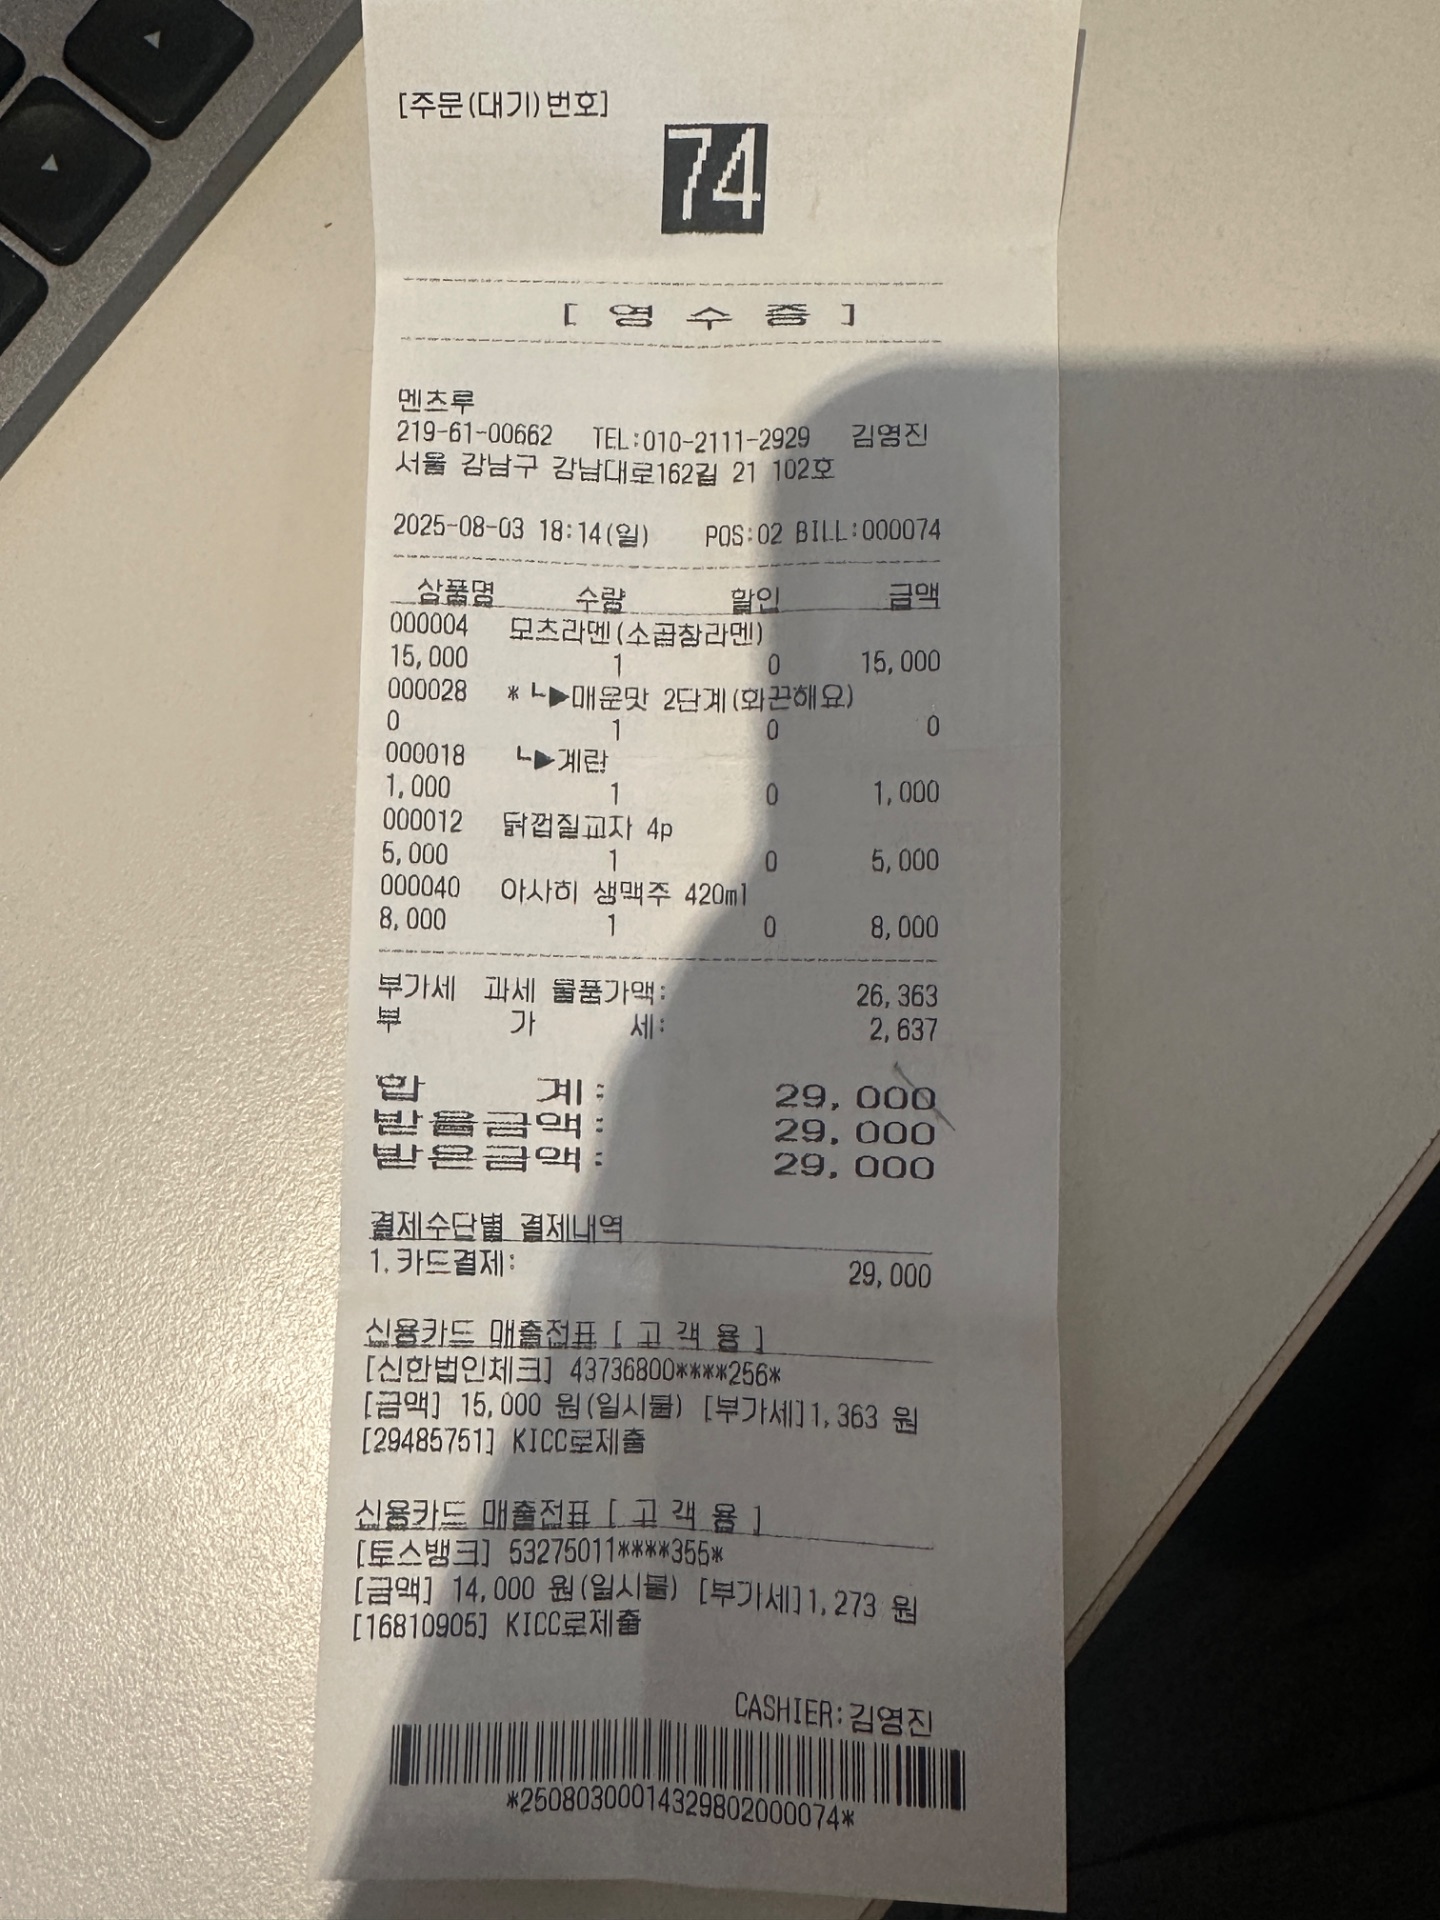 [주문(대기)번호]
74
[ 영 수 증 ]
멘츠루
219-61-00662 TEL:010-2111-2929 김영진
서울 강남구 강남대로162길 21 102호
2025-08-03 18:14(일) POS:02 BILL:000074
상품명 수량 할인 금액
000004 모츠라멘(소곱창라멘)
15,000 1 0 15,000
000028 *┗▶매운맛 2단계(화끈해요)
0 1 0 0
000018 ┗▶계란
1,000 1 0 1,000
000012 닭껍질교자 4p
5,000 1 0 5,000
000040 아사히 생맥주 420ml
8,000 1 0 8,000
부가세 과세 물품가액: 26,363
부 가 세: 2,637
합 계: 29,000
받을금액: 29,000
받은금액: 29,000
결제수단별 결제내역
1.카드결제: 29,000
신용카드 매출전표 [ 고 객 용 ]
[신한법인체크] 43736800****256*
[금액] 15,000 원(일시불) [부가세]1,363 원
[29485751] KICC로제출
신용카드 매출전표 [ 고 객 용 ]
[토스뱅크] 53275011****355*
[금액] 14,000 원(일시불) [부가세]1,273 원
[16810905] KICC로제출
CASHIER:김영진
*25080300014329802000074*